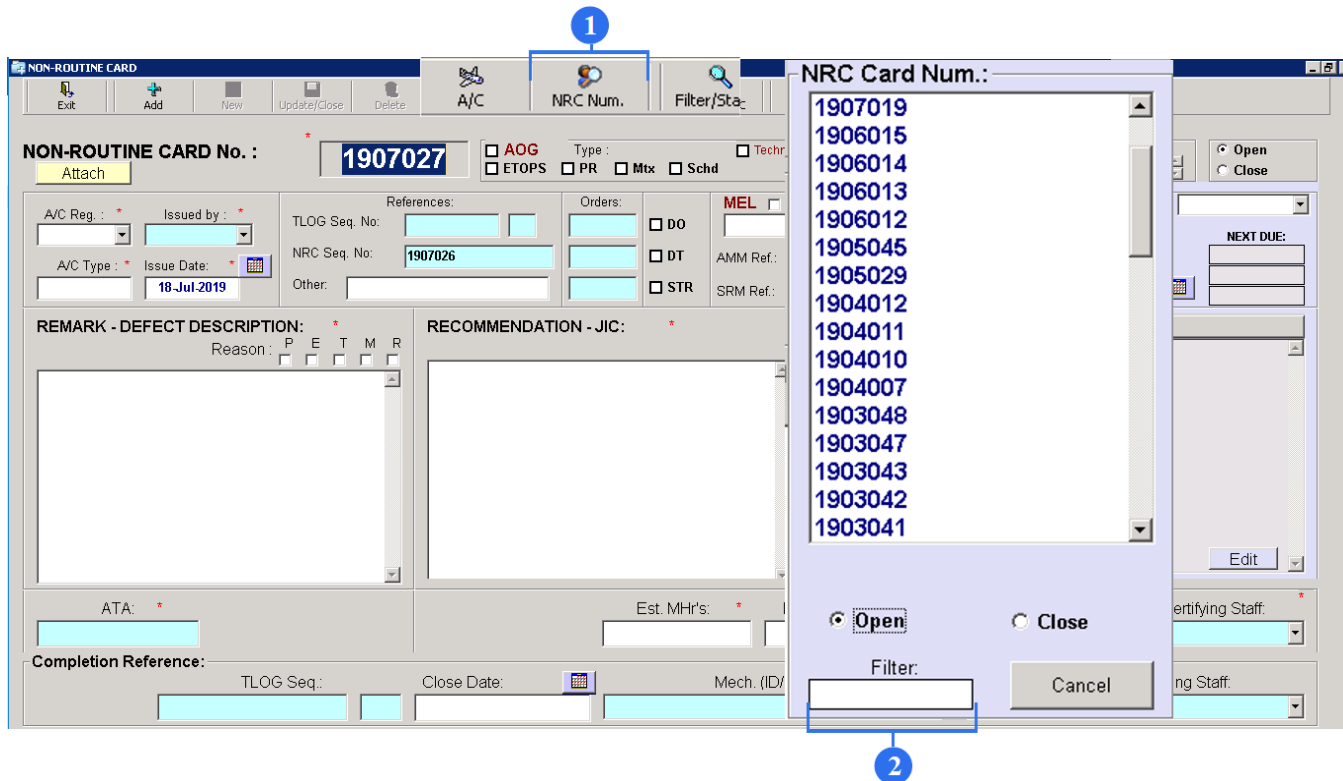 1
NON-ROUTINE CARD
Exit Add New Update/Close Delete A/C NRC Num. Filter/Stac
NON-ROUTINE CARD No. : * 1907027
Attach
AOG Type : Techr
ETOPS PR Mtx Schd
Open
Close
A/C Reg. : * Issued by : *
A/C Type : * Issue Date: *
18-Jul-2019
References: Orders:
TLOG Seq. No: DO
NRC Seq. No: 1907026 DT
Other: STR
MEL
AMM Ref.:
SRM Ref.:
NEXT DUE:
REMARK - DEFECT DESCRIPTION: *
Reason : P E T M R
RECOMMENDATION - JIC: *
Edit
ATA: *
Est. MHr's: *
ertifying Staff: *
Completion Reference:
TLOG Seq.: Close Date: Mech. (ID/ ng Staff:
NRC Card Num.:
1907019
1906015
1906014
1906013
1906012
1905045
1905029
1904012
1904011
1904010
1904007
1903048
1903047
1903043
1903042
1903041
Open Close
Filter:
Cancel
2